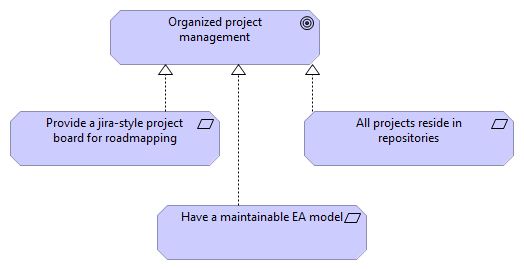 Organized project
management
Provide a jira-style project
board for roadmapping
All projects reside in
repositories
Have a maintainable EA model